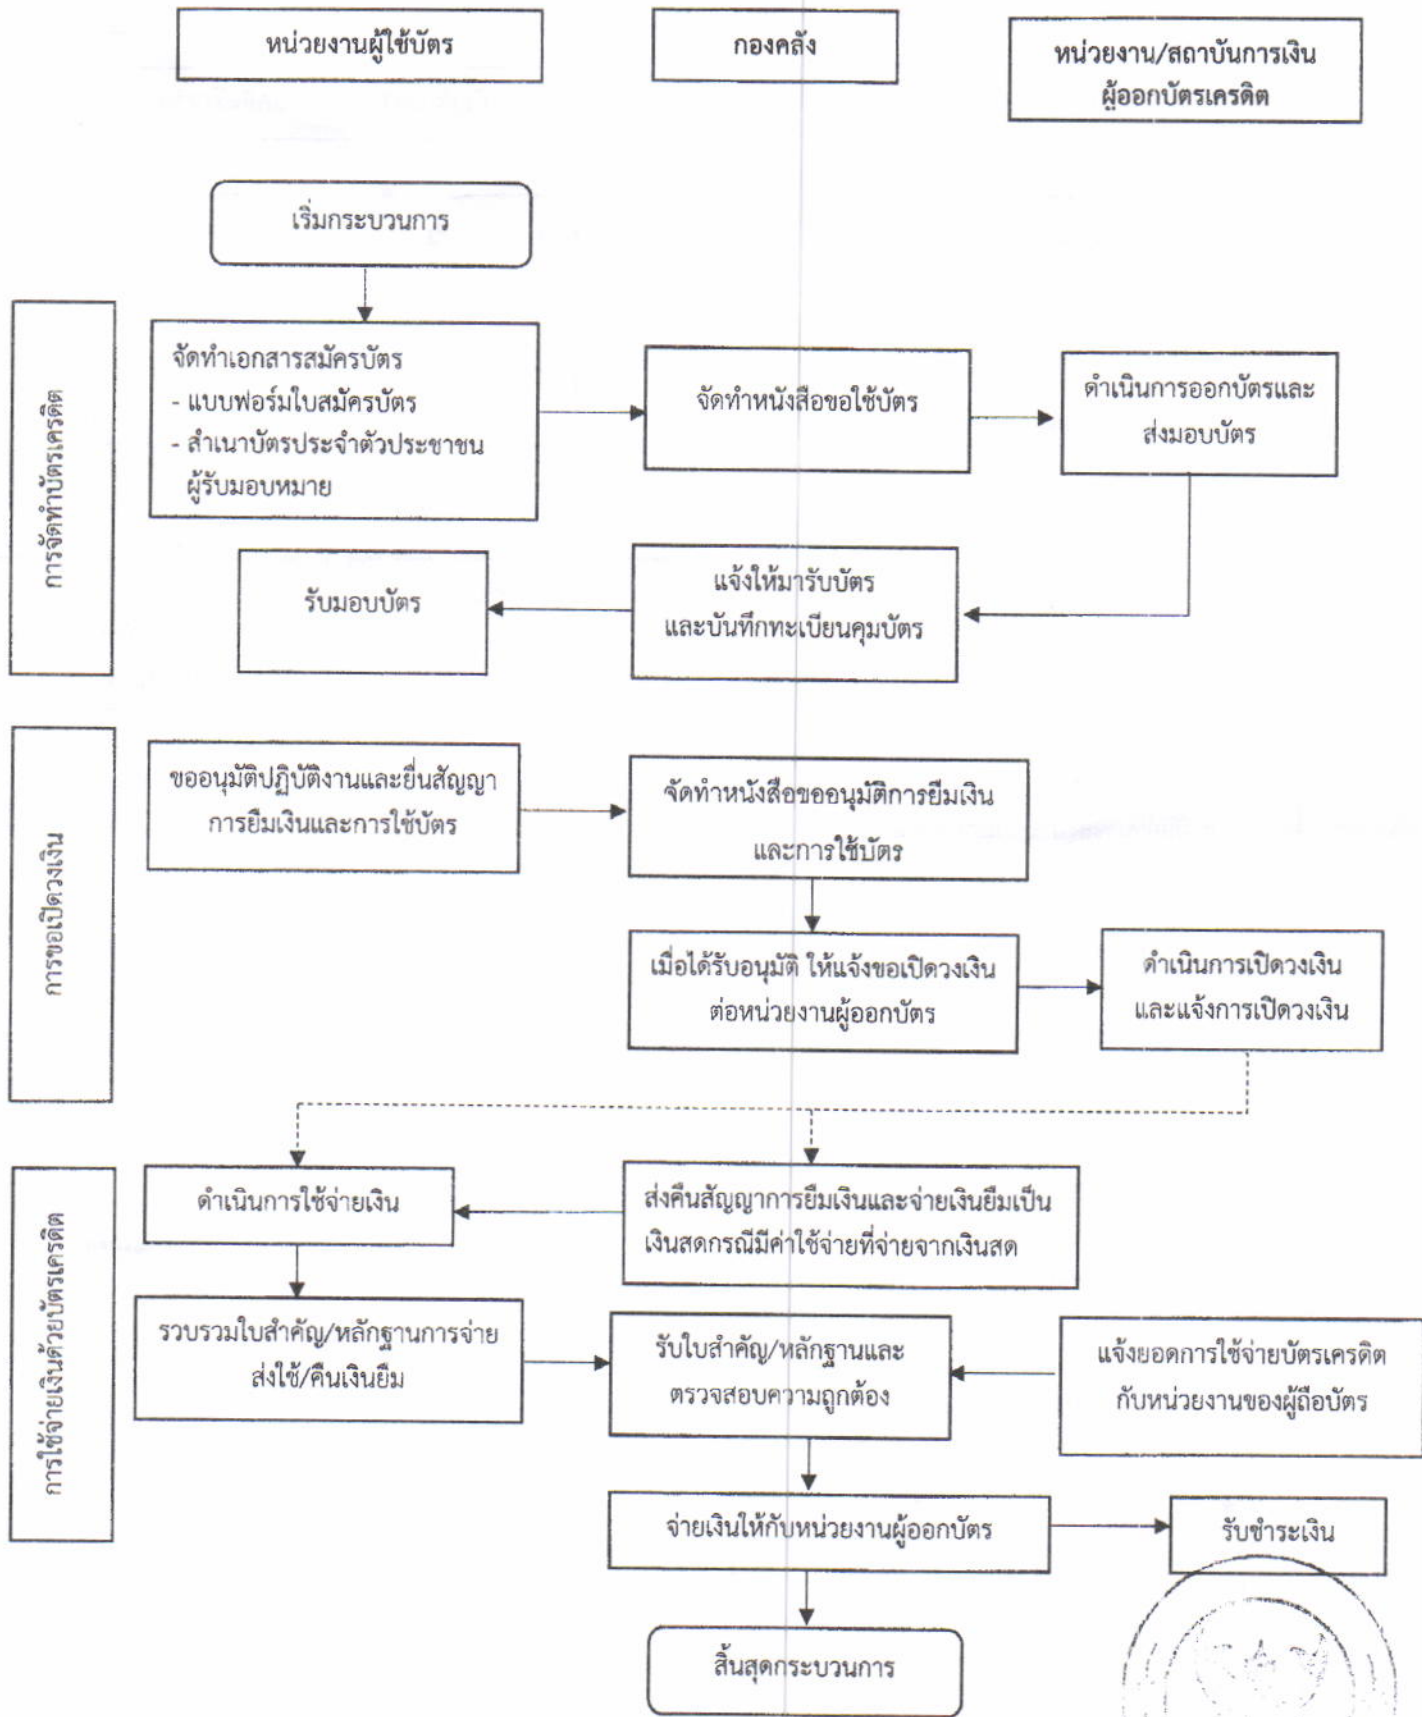 หน่วยงานผู้ใช้บัตร
กองคลัง
หน่วยงาน/สถาบันการเงิน
ผู้ออกบัตรเครดิต
เริ่มกระบวนการ
การจัดทำบัตรเครดิต
จัดทำเอกสารสมัครบัตร
- แบบฟอร์มใบสมัครบัตร
- สำเนาบัตรประจำตัวประชาชน
ผู้รับมอบหมาย
จัดทำหนังสือขอใช้บัตร
ดำเนินการออกบัตรและ
ส่งมอบบัตร
แจ้งให้มารับบัตร
และบันทึกทะเบียนคุมบัตร
รับมอบบัตร
การขอเปิดวงเงิน
ขออนุมัติปฏิบัติงานและยื่นสัญญา
การยืมเงินและการใช้บัตร
จัดทำหนังสือขออนุมัติการยืมเงิน
และการใช้บัตร
เมื่อได้รับอนุมัติ ให้แจ้งขอเปิดวงเงิน
ต่อหน่วยงานผู้ออกบัตร
ดำเนินการเปิดวงเงิน
และแจ้งการเปิดวงเงิน
การใช้จ่ายเงินด้วยบัตรเครดิต
ดำเนินการใช้จ่ายเงิน
ส่งคืนสัญญาการยืมเงินและจ่ายเงินยืมเป็น
เงินสดกรณีมีค่าใช้จ่ายที่จ่ายจากเงินสด
รวบรวมใบสำคัญ/หลักฐานการจ่าย
ส่งใช้/คืนเงินยืม
รับใบสำคัญ/หลักฐานและ
ตรวจสอบความถูกต้อง
แจ้งยอดการใช้จ่ายบัตรเครดิต
กับหน่วยงานของผู้ถือบัตร
จ่ายเงินให้กับหน่วยงานผู้ออกบัตร
รับชำระเงิน
สิ้นสุดกระบวนการ